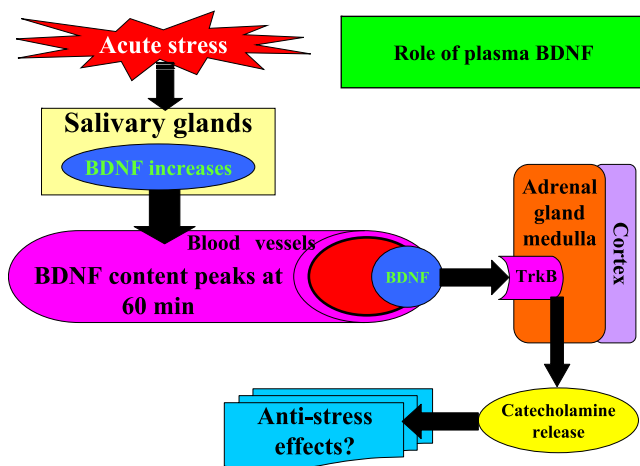 Acute stress
Role of plasma BDNF
Salivary glands
BDNF increases
Blood vessels
BDNF content peaks at
60 min
BDNF
Adrenal
gland
medulla
Cortex
TrkB
Catecholamine
release
Anti-stress
effects?